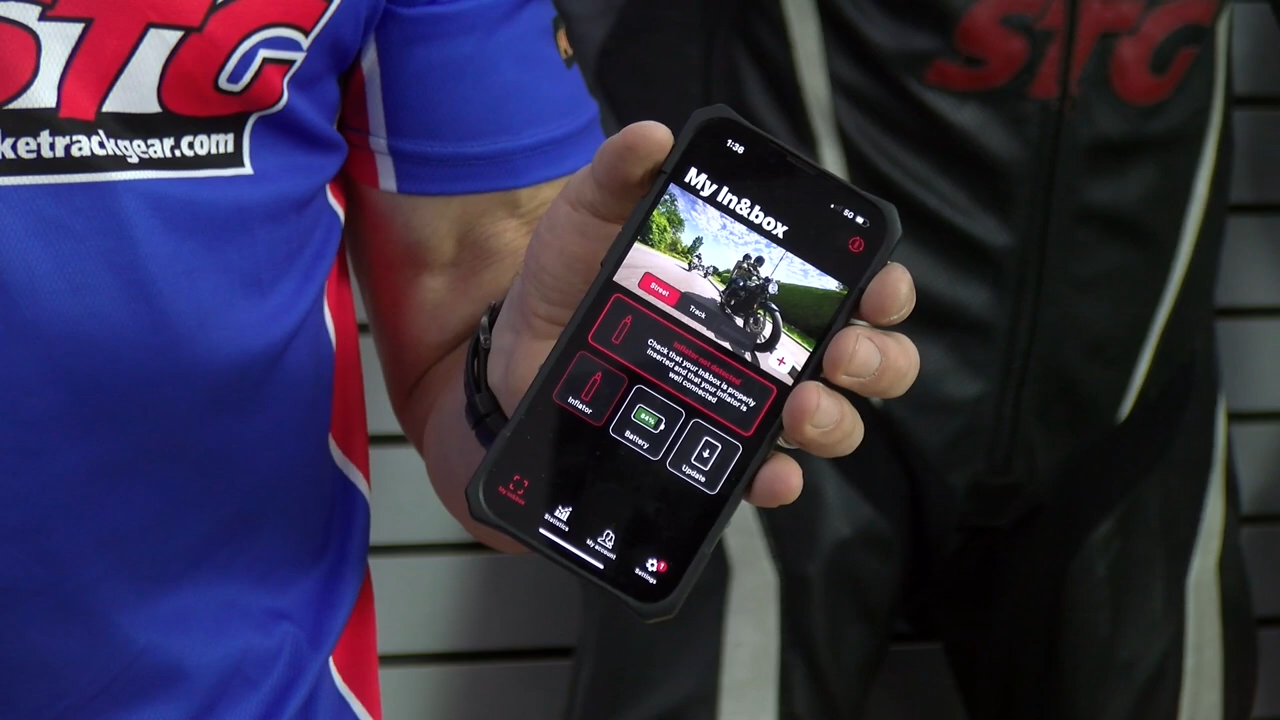 STG
ketrackgear.com
STG
1:36
5G
My In&box
Street
Track
Inflator not detected
Check that your In&box is properly
inserted and that your inflator is
well connected
Inflator
84%
Battery
Update
My In&box
Statistics
My account
Settings
1